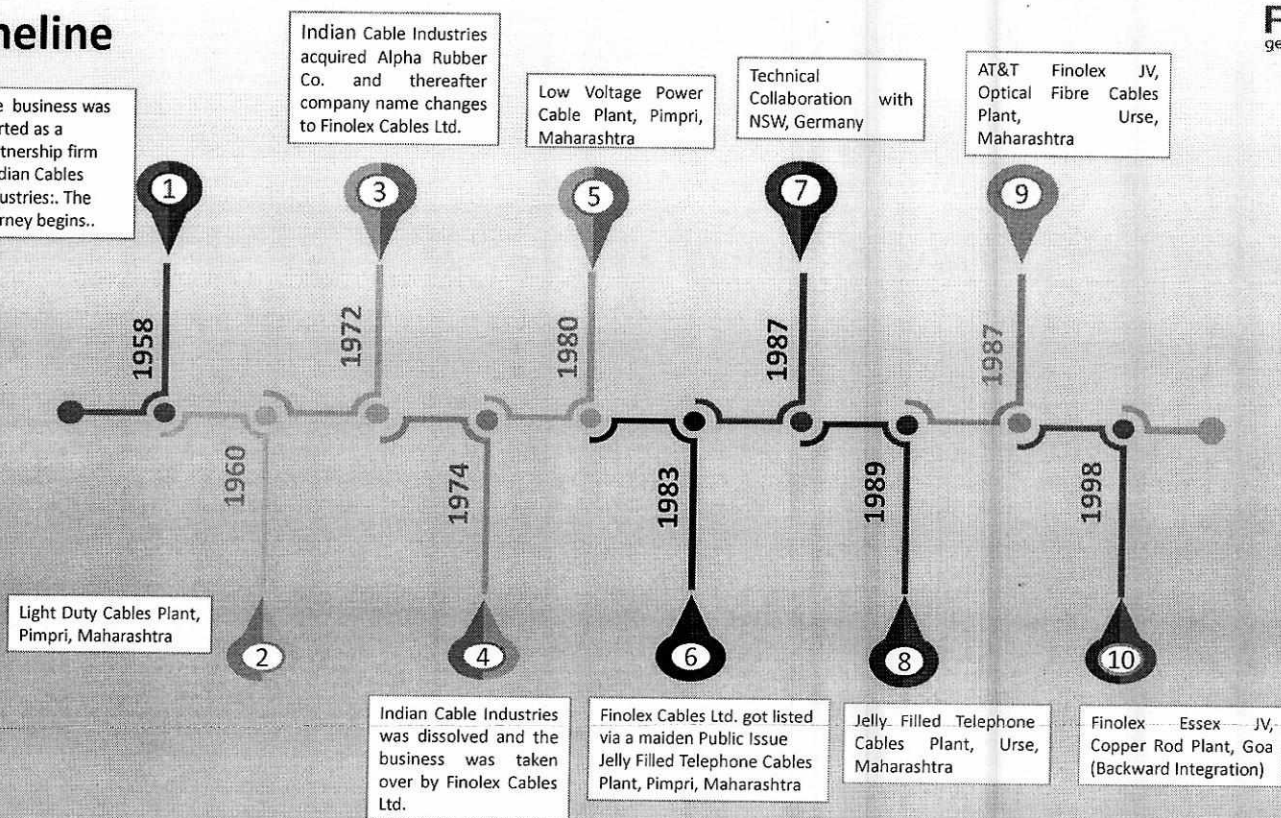 neline
F
ge
e business was
rted as a
tnership firm
dian Cables
ustries:. The
rney begins..
1
1958
Light Duty Cables Plant,
Pimpri, Maharashtra
2
1960
Indian Cable Industries
acquired Alpha Rubber
Co. and thereafter
company name changes
to Finolex Cables Ltd.
3
1972
1974
4
Indian Cable Industries
was dissolved and the
business was taken
over by Finolex Cables
Ltd.
Low Voltage Power
Cable Plant, Pimpri,
Maharashtra
5
1980
1983
6
Finolex Cables Ltd. got listed
via a maiden Public Issue
Jelly Filled Telephone Cables
Plant, Pimpri, Maharashtra
Technical
Collaboration with
NSW, Germany
7
1987
1989
8
Jelly Filled Telephone
Cables Plant, Urse,
Maharashtra
AT&T Finolex JV,
Optical Fibre Cables
Plant, Urse,
Maharashtra
9
1987
1998
10
Finolex Essex JV,
Copper Rod Plant, Goa
(Backward Integration)